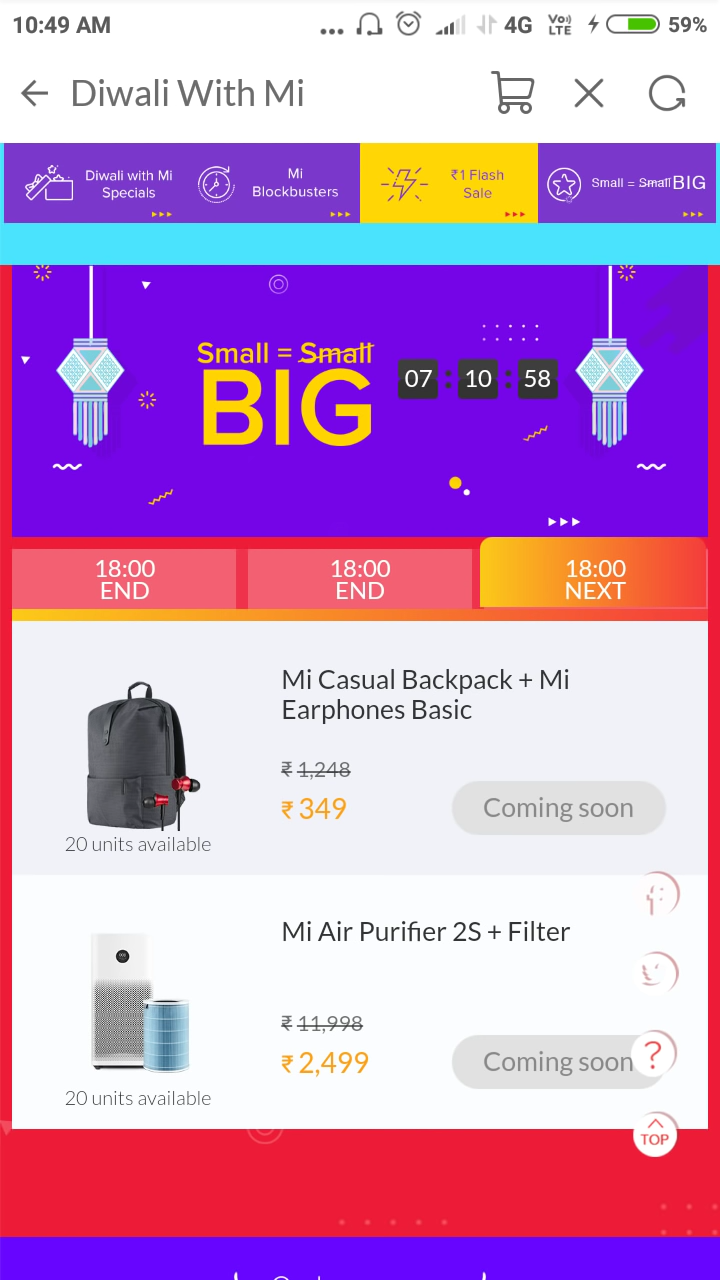 10:49 AM
... 4G Vo)) LTE 59%
Diwali With Mi
Diwali with Mi
Specials
Mi
Blockbusters
₹1 Flash
Sale
Small = Small BIG
Small = Small
BIG
07 : 10 : 58
18:00
END
18:00
END
18:00
NEXT
Mi Casual Backpack + Mi
Earphones Basic
₹ 1,248
₹ 349
Coming soon
20 units available
Mi Air Purifier 2S + Filter
₹ 11,998
₹ 2,499
Coming soon
?
20 units available
TOP